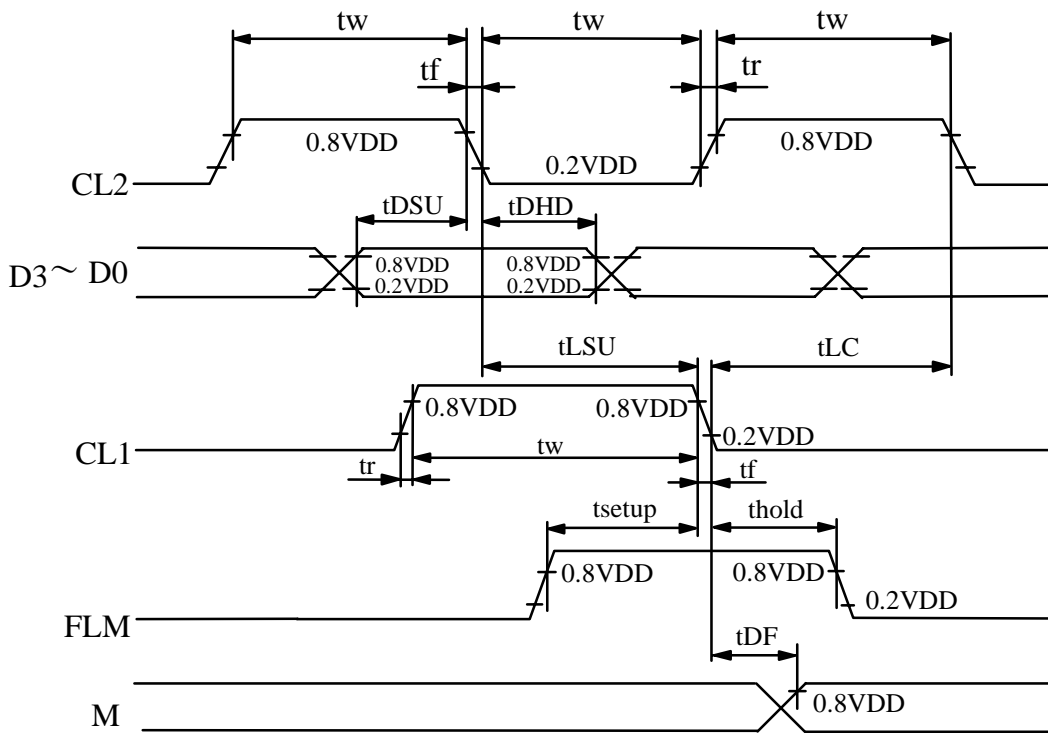 tw tw tw
tf tr
0.8VDD 0.2VDD 0.8VDD
CL2
tDSU tDHD
D3～D0
0.8VDD 0.8VDD
0.2VDD 0.2VDD
tLSU tLC
0.8VDD 0.8VDD
0.2VDD
CL1
tr tw tf
tsetup thold
0.8VDD 0.8VDD
0.2VDD
FLM
tDF
0.8VDD
M